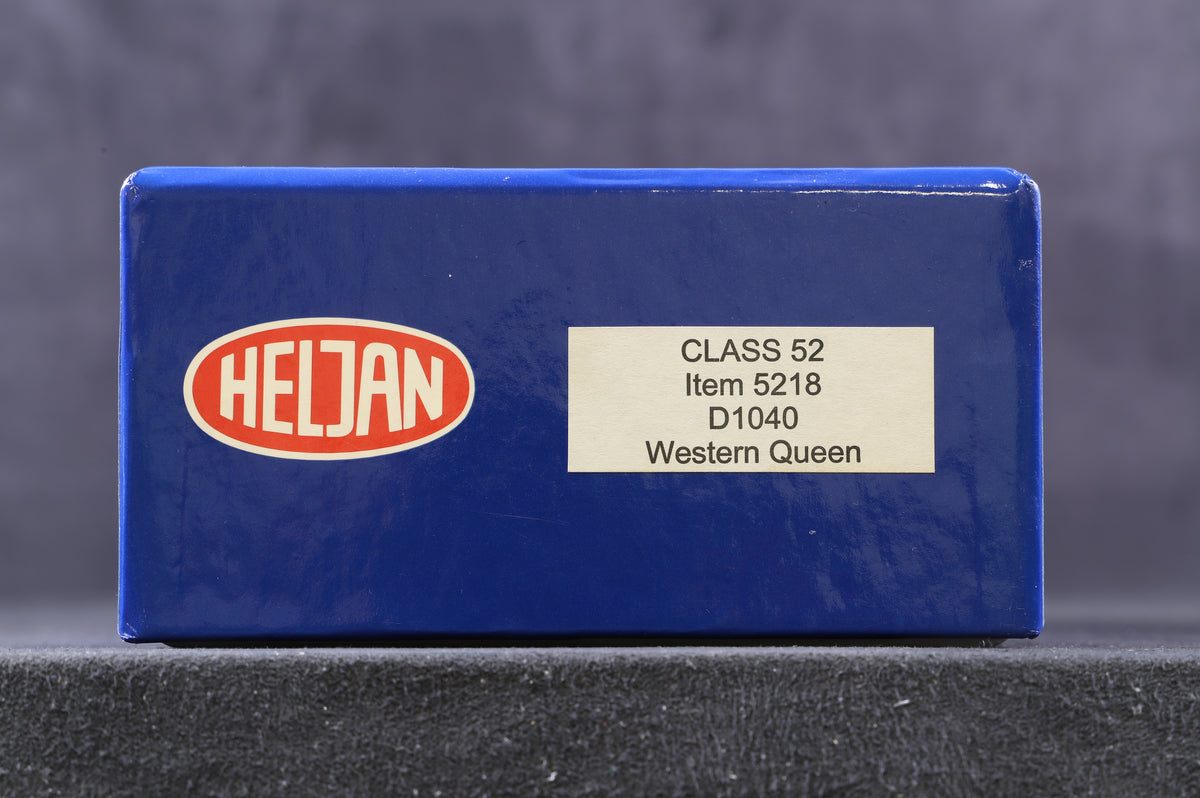 HELJAN
CLASS 52
Item 5218
D1040
Western Queen